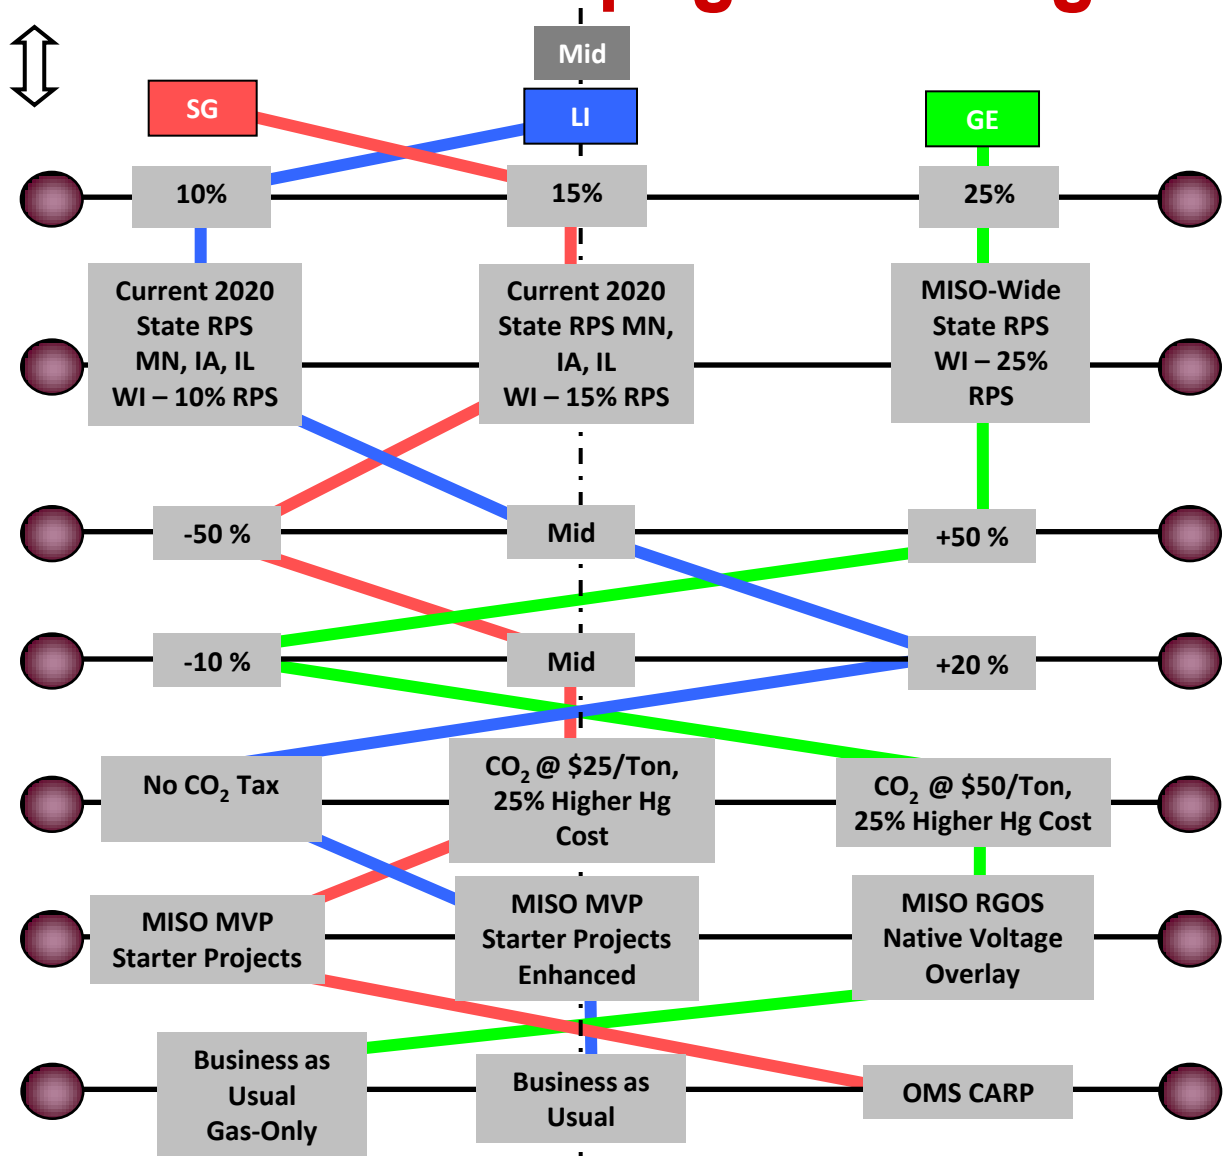 Mid
SG
LI
GE
10%
15%
25%
Current 2020
State RPS
MN, IA, IL
WI – 10% RPS
Current 2020
State RPS MN,
IA, IL
WI – 15% RPS
MISO-Wide
State RPS
WI – 25%
RPS
-50 %
Mid
+50 %
-10 %
Mid
+20 %
No CO₂ Tax
CO₂ @ $25/Ton,
25% Higher Hg
Cost
CO₂ @ $50/Ton,
25% Higher Hg Cost
MISO MVP
Starter Projects
MISO MVP
Starter Projects
Enhanced
MISO RGOS
Native Voltage
Overlay
Business as
Usual
Gas-Only
Business as
Usual
OMS CARP